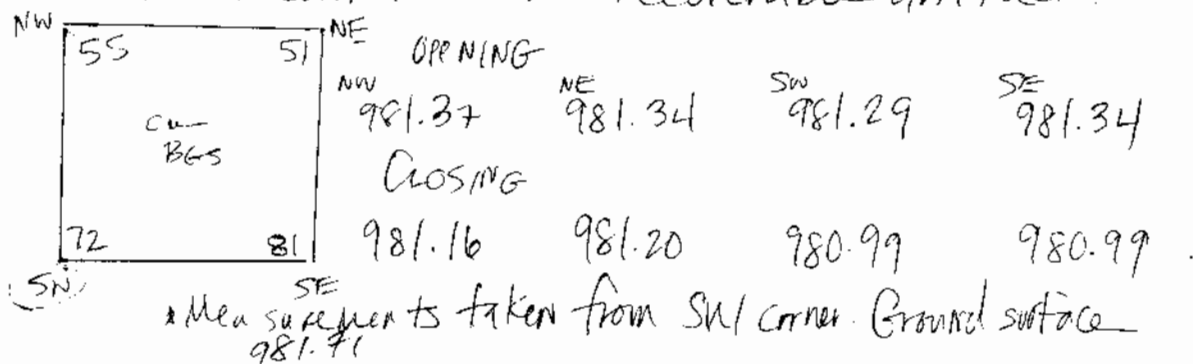 NW NE
55 51 OPENING
NW NE SW SE
981.37 981.34 981.29 981.34
cm
BGS
CLOSING
72 81 981.16 981.20 980.99 980.99
SW SE
*Measurements taken from SW corner. Ground surface
981.71